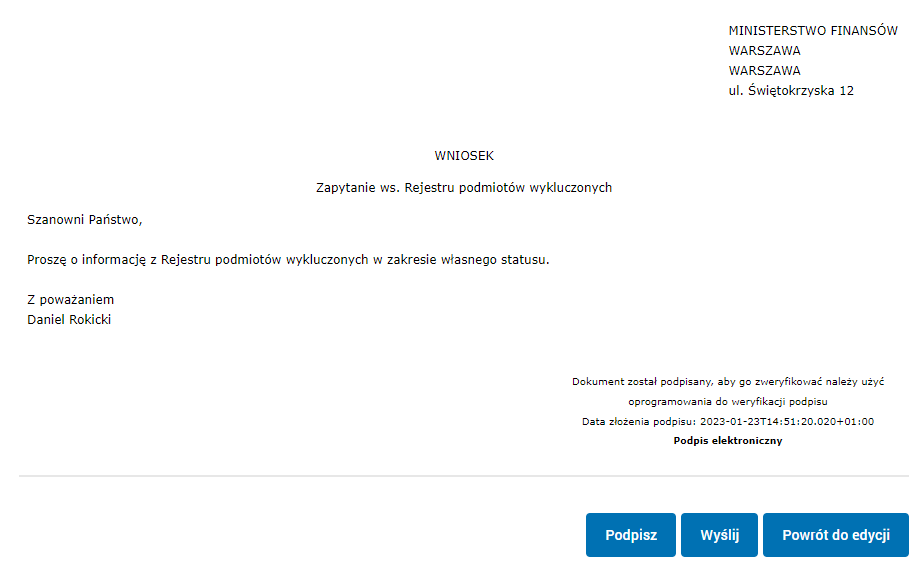 MINISTERSTWO FINANSÓW
WARSZAWA
WARSZAWA
ul. Świętokrzyska 12
WNIOSEK
Zapytanie ws. Rejestru podmiotów wykluczonych
Szanowni Państwo,
Proszę o informację z Rejestru podmiotów wykluczonych w zakresie własnego statusu.
Z poważaniem
Daniel Rokicki
Dokument został podpisany, aby go zweryfikować należy użyć
oprogramowania do weryfikacji podpisu
Data złożenia podpisu: 2023-01-23T14:51:20.020+01:00
Podpis elektroniczny
Podpisz Wyślij Powrót do edycji